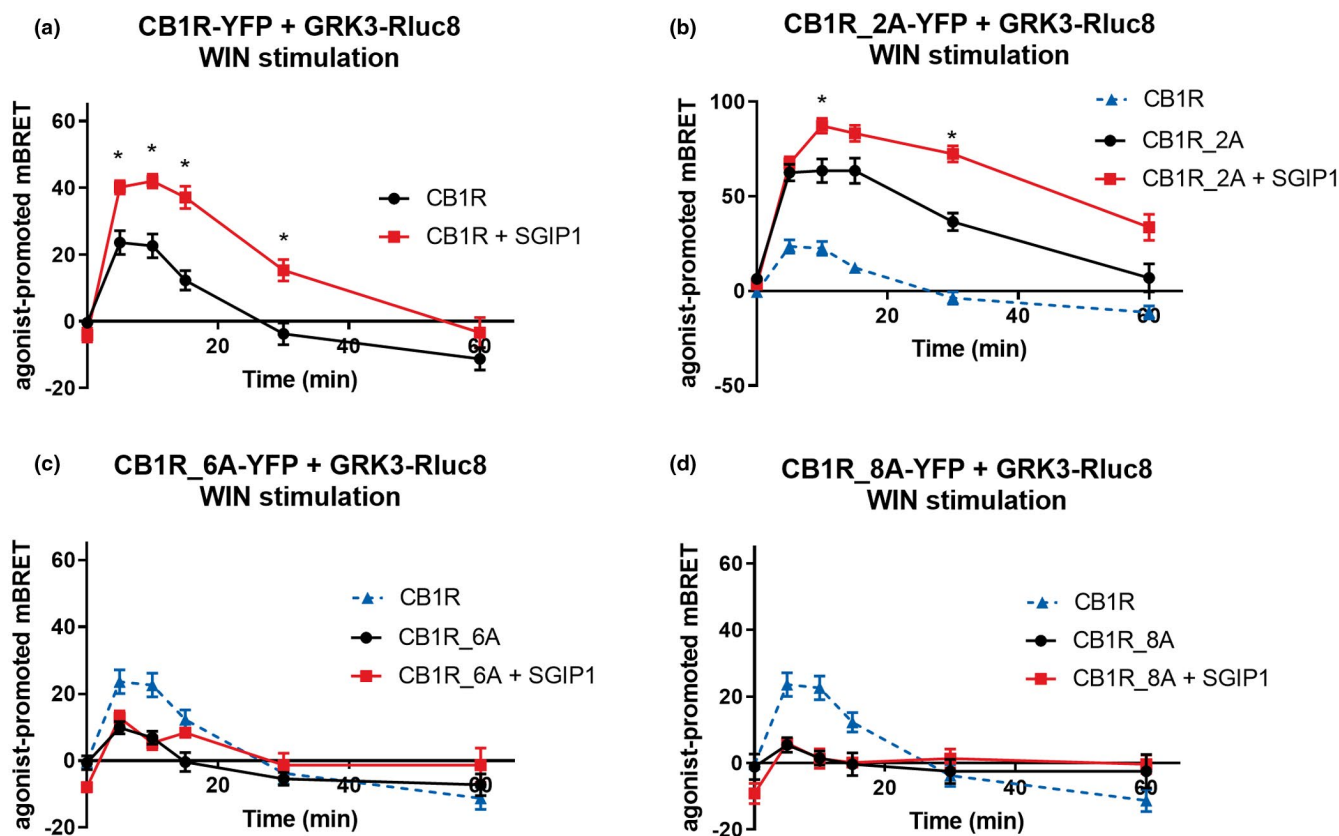 (a)
CB1R-YFP + GRK3-Rluc8
WIN stimulation
agonist-promoted mBRET
60
40
20
0
-20
20
40
60
Time (min)
*
*
*
*
CB1R
CB1R + SGIP1
(b)
CB1R_2A-YFP + GRK3-Rluc8
WIN stimulation
agonist-promoted mBRET
100
50
0
-50
20
40
60
Time (min)
*
*
CB1R
CB1R_2A
CB1R_2A + SGIP1
(c)
CB1R_6A-YFP + GRK3-Rluc8
WIN stimulation
agonist-promoted mBRET
60
40
20
0
-20
20
40
60
Time (min)
CB1R
CB1R_6A
CB1R_6A + SGIP1
(d)
CB1R_8A-YFP + GRK3-Rluc8
WIN stimulation
agonist-promoted mBRET
60
40
20
0
-20
20
40
60
Time (min)
CB1R
CB1R_8A
CB1R_8A + SGIP1